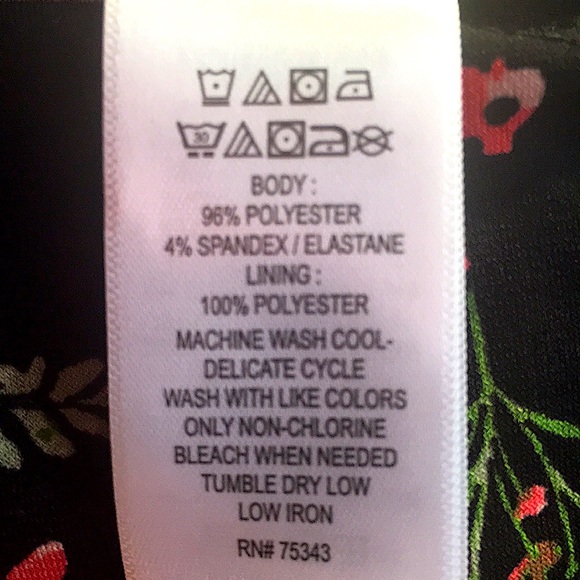 30
BODY :
96% POLYESTER
4% SPANDEX / ELASTANE
LINING :
100% POLYESTER
MACHINE WASH COOL-
DELICATE CYCLE
WASH WITH LIKE COLORS
ONLY NON-CHLORINE
BLEACH WHEN NEEDED
TUMBLE DRY LOW
LOW IRON
RN# 75343